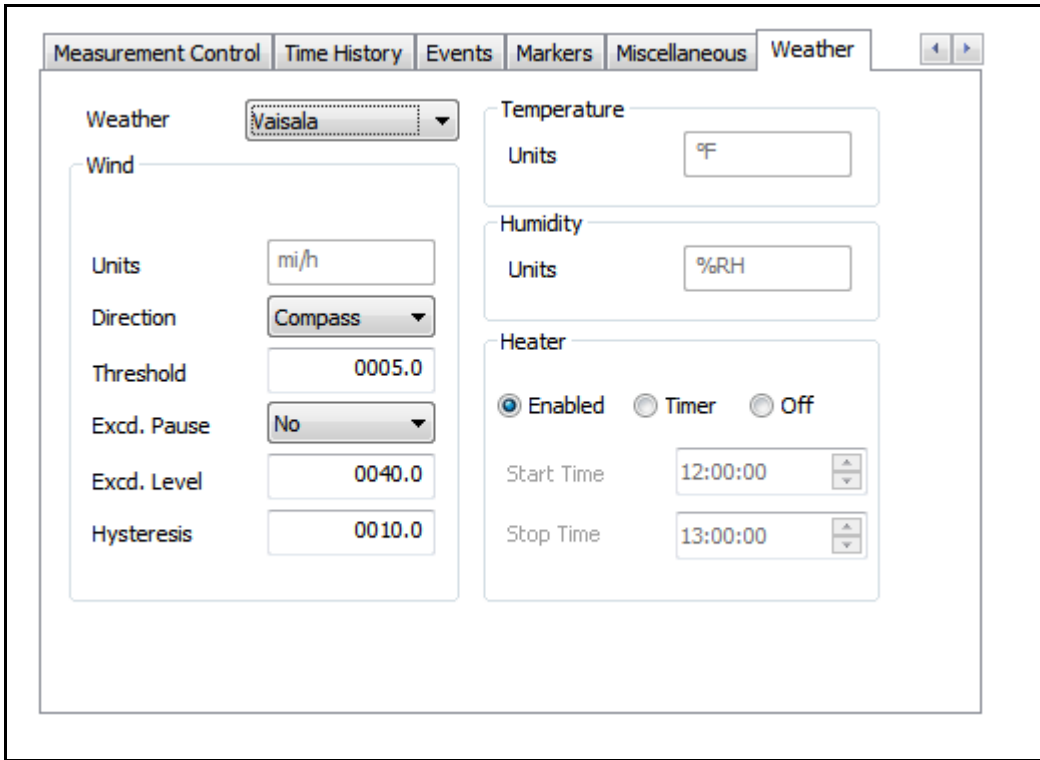 Measurement Control Time History Events Markers Miscellaneous Weather
Weather Vaisala
Wind
Units mi/h
Direction Compass
Threshold 0005.0
Excd. Pause No
Excd. Level 0040.0
Hysteresis 0010.0
Temperature
Units ºF
Humidity
Units %RH
Heater
Enabled Timer Off
Start Time 12:00:00
Stop Time 13:00:00